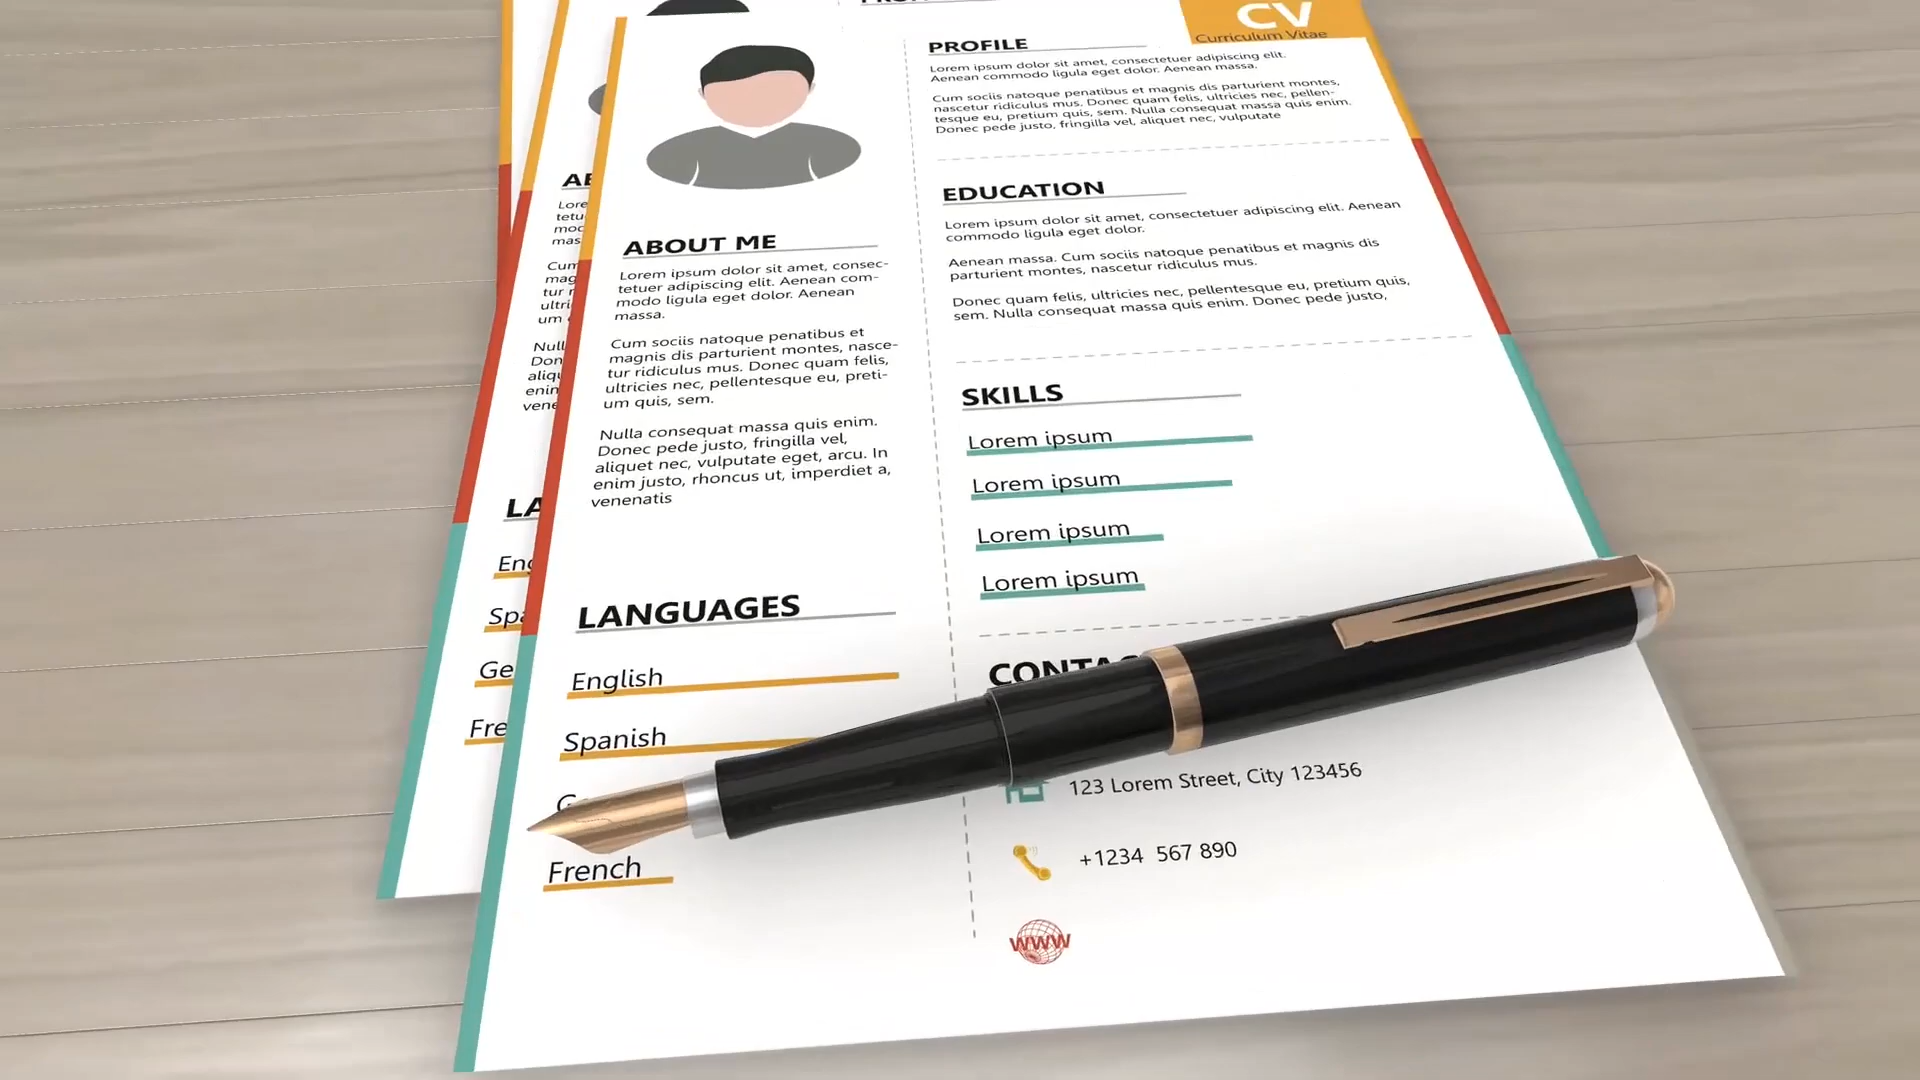 CV
Curriculum Vitae
ABOUT ME
Lorem ipsum dolor sit amet, consec-
tetuer adipiscing elit. Aenean com-
modo ligula eget dolor. Aenean
massa.
Cum sociis natoque penatibus et
magnis dis parturient montes, nasce-
tur ridiculus mus. Donec quam felis,
ultricies nec, pellentesque eu, preti-
um quis, sem.
Nulla consequat massa quis enim.
Donec pede justo, fringilla vel,
aliquet nec, vulputate eget, arcu. In
enim justo, rhoncus ut, imperdiet a,
venenatis
LANGUAGES
English
Spanish
French
PROFILE
Lorem ipsum dolor sit amet, consectetuer adipiscing elit.
Aenean commodo ligula eget dolor. Aenean massa.
Cum sociis natoque penatibus et magnis dis parturient montes,
nascetur ridiculus mus. Donec quam felis, ultricies nec, pellen-
tesque eu, pretium quis, sem. Nulla consequat massa quis enim.
Donec pede justo, fringilla vel, aliquet nec, vulputate
EDUCATION
Lorem ipsum dolor sit amet, consectetuer adipiscing elit. Aenean
commodo ligula eget dolor.
Aenean massa. Cum sociis natoque penatibus et magnis dis
parturient montes, nascetur ridiculus mus.
Donec quam felis, ultricies nec, pellentesque eu, pretium quis,
sem. Nulla consequat massa quis enim. Donec pede justo,
SKILLS
Lorem ipsum
Lorem ipsum
Lorem ipsum
Lorem ipsum
123 Lorem Street, City 123456
+1234 567 890
WWW